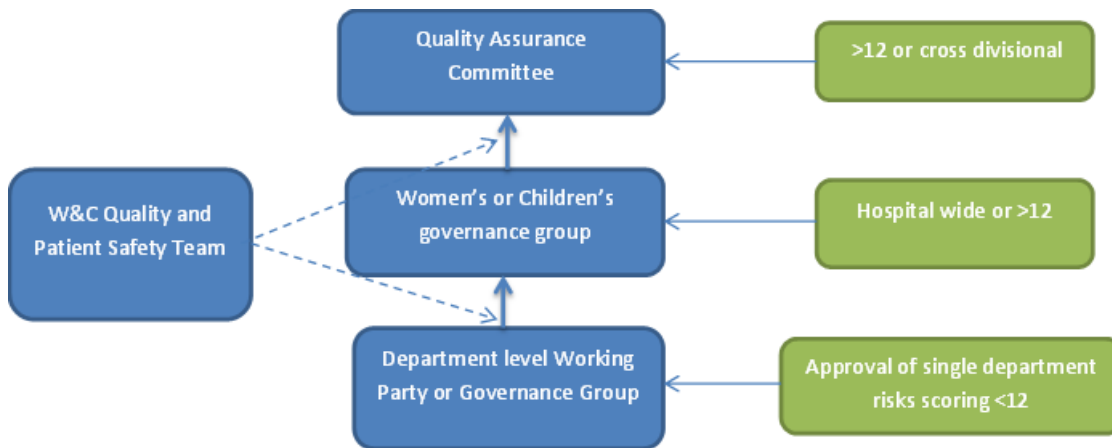 Quality Assurance
Committee
>12 or cross divisional
W&C Quality and
Patient Safety Team
Women’s or Children’s
governance group
Hospital wide or >12
Department level Working
Party or Governance Group
Approval of single department
risks scoring <12